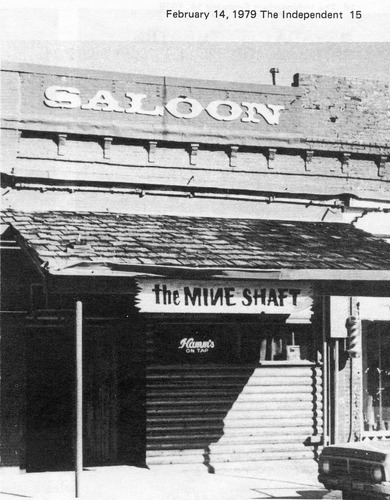 February 14, 1979 The Independent 15
SALOON
the MINE SHAFT
Hamm's
ON TAP